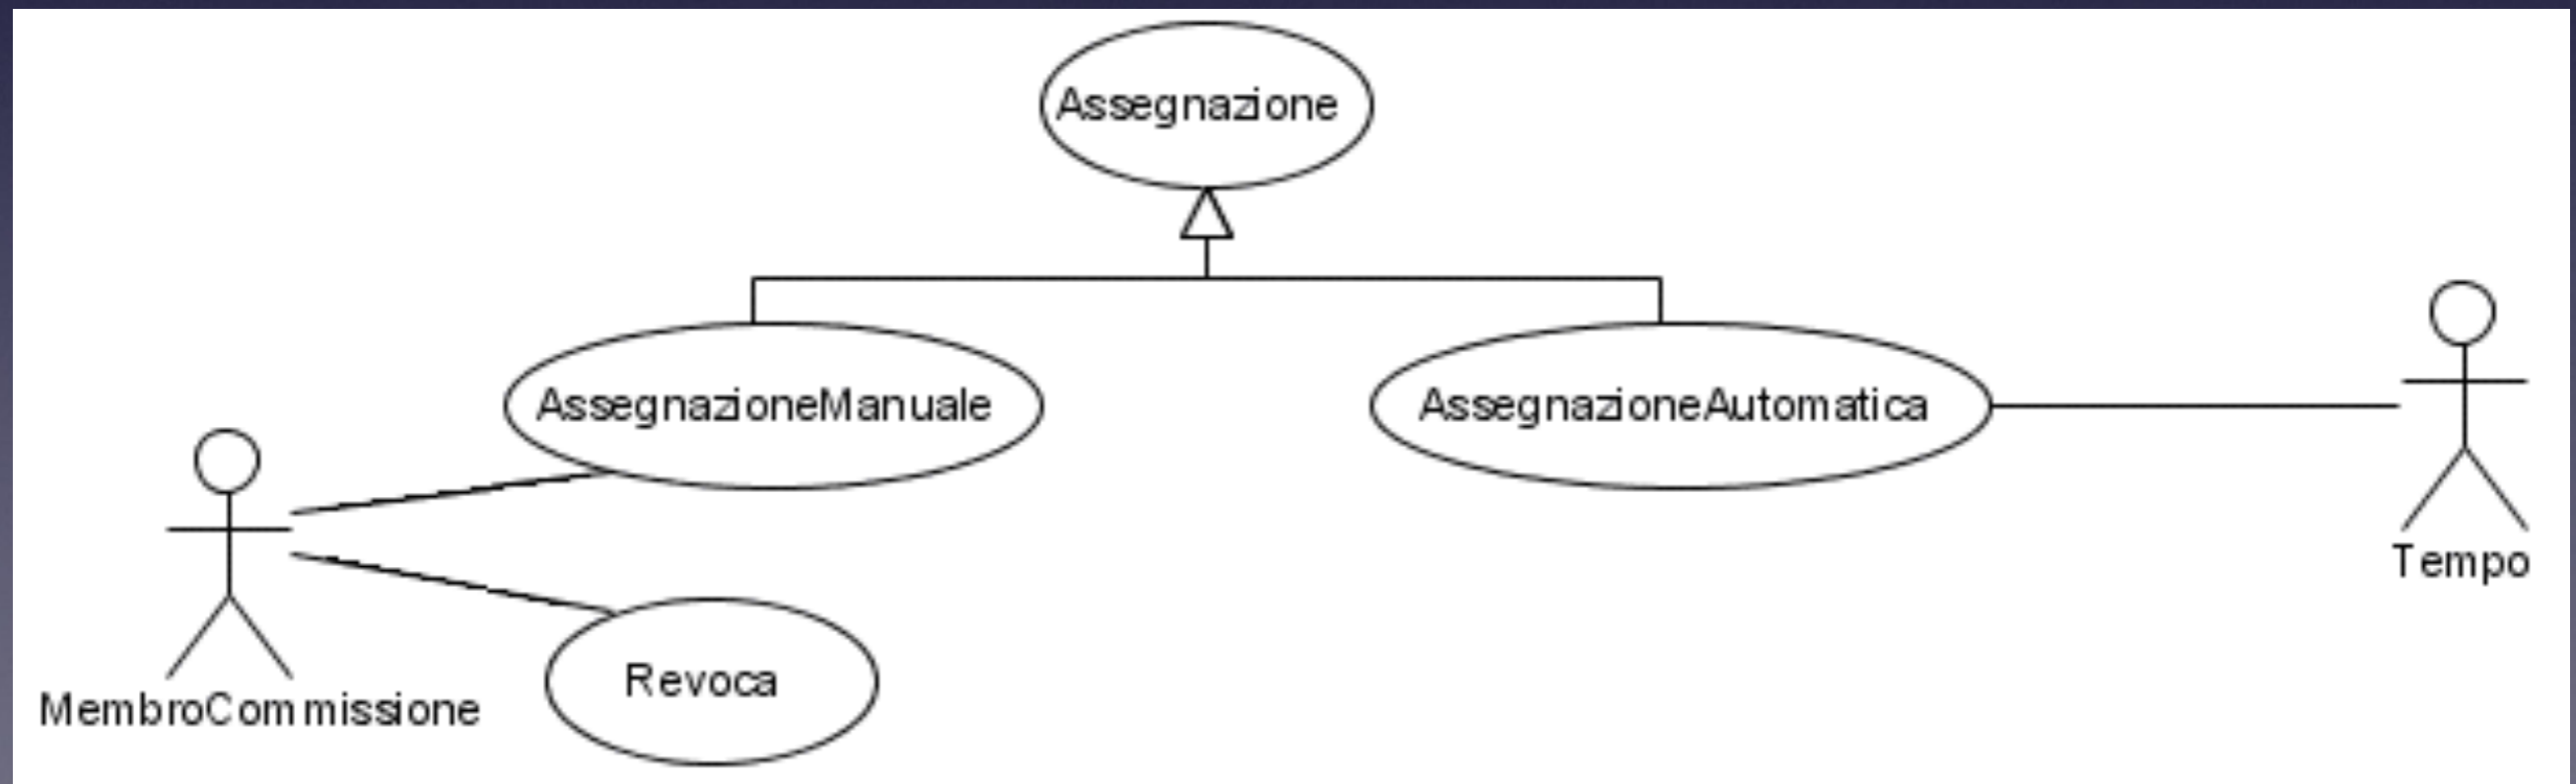 Assegnazione
AssegnazioneManuale
AssegnazioneAutomatica
Tempo
Revoca
MembroCommissione